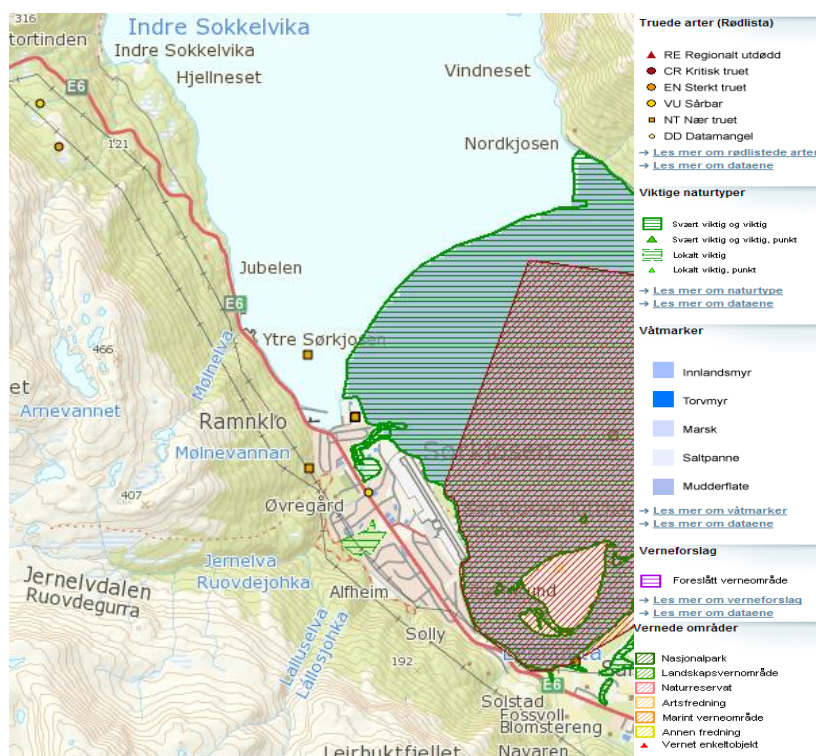 316
Indre Sokkelvika
tortinden
Indre Sokkelvika
Hjellneset
Vindneset
E6
Nordkjosen
121
Jubelen
E6
Ytre Sørkjosen
466
Mølnelva
et
Arnevannet
Ramnklo
Mølnevannan
Sørkjosen
407
Øvregård
A
Jernelva
Ruovdejohka
Jernelvdalen
Ruovdegurra
Alfheim
und
Lalluselva
Lállosjohka
Solly
192
E6
Solstad
Fossvoll
Blomstereng
Leirbuktfjellet
Navaren
Truede arter (Rødlista)
RE Regionalt utdødd
CR Kritisk truet
EN Sterkt truet
VU Sårbar
NT Nær truet
DD Datamangel
→ Les mer om rødlistede arter
→ Les mer om dataene
Viktige naturtyper
Svært viktig og viktig
Svært viktig og viktig, punkt
Lokalt viktig
Lokalt viktig, punkt
→ Les mer om naturtype
→ Les mer om dataene
Våtmarker
Innlandsmyr
Torvmyr
Marsk
Saltpanne
Mudderflate
→ Les mer om våtmarker
→ Les mer om dataene
Verneforslag
Foreslått verneområde
→ Les mer om verneforslag
→ Les mer om dataene
Vernede områder
Nasjonalpark
Landskapsvernområde
Naturreservat
Artsfredning
Marint verneområde
Annen fredning
Vernet enkeltobjekt